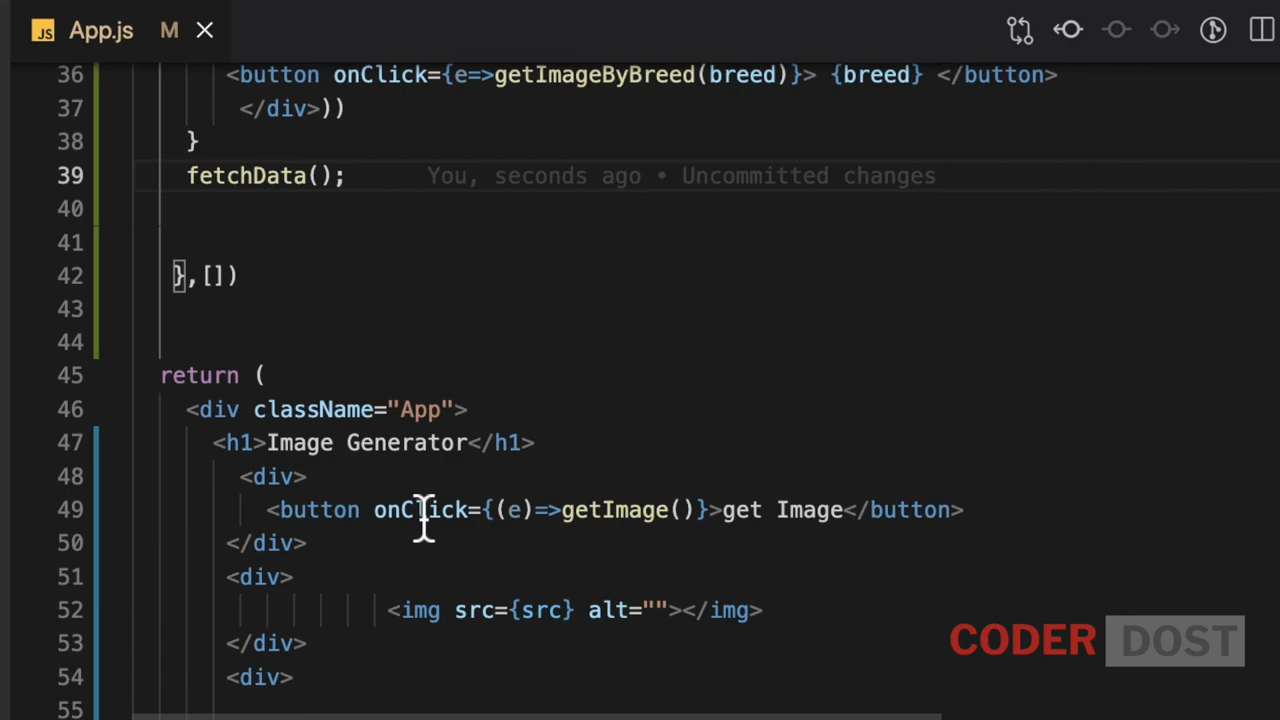 JS App.js M
36 <button onClick={e=>getImageByBreed(breed)}> {breed} </button>
37 </div>))
38 }
39 fetchData(); You, seconds ago • Uncommitted changes
40
41
42 },[])
43
44
45 return (
46 <div className="App">
47 <h1>Image Generator</h1>
48 <div>
49 <button onClick={(e)=>getImage()}>get Image</button>
50 </div>
51 <div>
52 <img src={src} alt=""></img>
53 </div>
54 <div>
55
CODER DOST